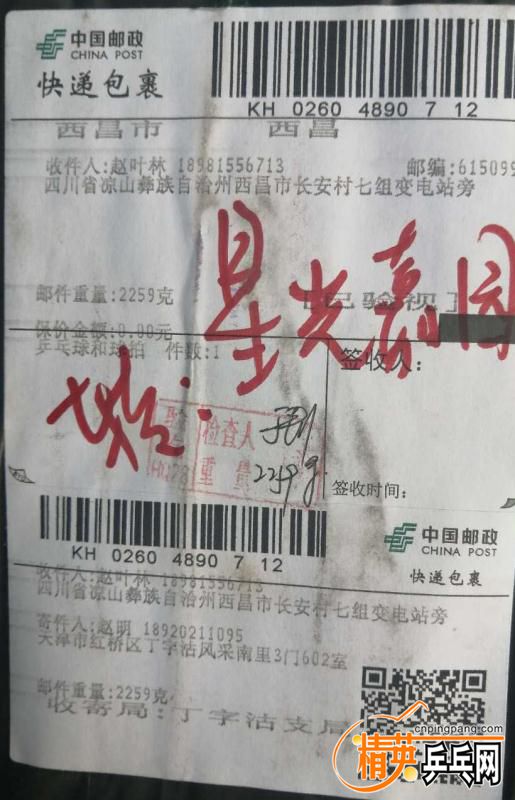 中国邮政
CHINA POST
快递包裹
KH 0260 4890 7 12
西昌市 西昌
收件人:赵叶林 18981556713 邮编:615099
四川省凉山彝族自治州西昌市长安村七组变电站旁
星光嘉园
邮件重量:2259克
已验视
保价金额:0.00元
乒乓球和球拍 件数:1
签收人:
检查人
重量 2259
签收时间:
KH 0260 4890 7 12
中国邮政
CHINA POST
快递包裹
收件人:赵叶林 18981556713
四川省凉山彝族自治州西昌市长安村七组变电站旁
寄件人:赵明 18920211095
天津市红桥区丁字沽风采南里3门602室
邮件重量:2259克
收寄局:丁字沽支局
www.cnpingpang.com
精英乒乓网